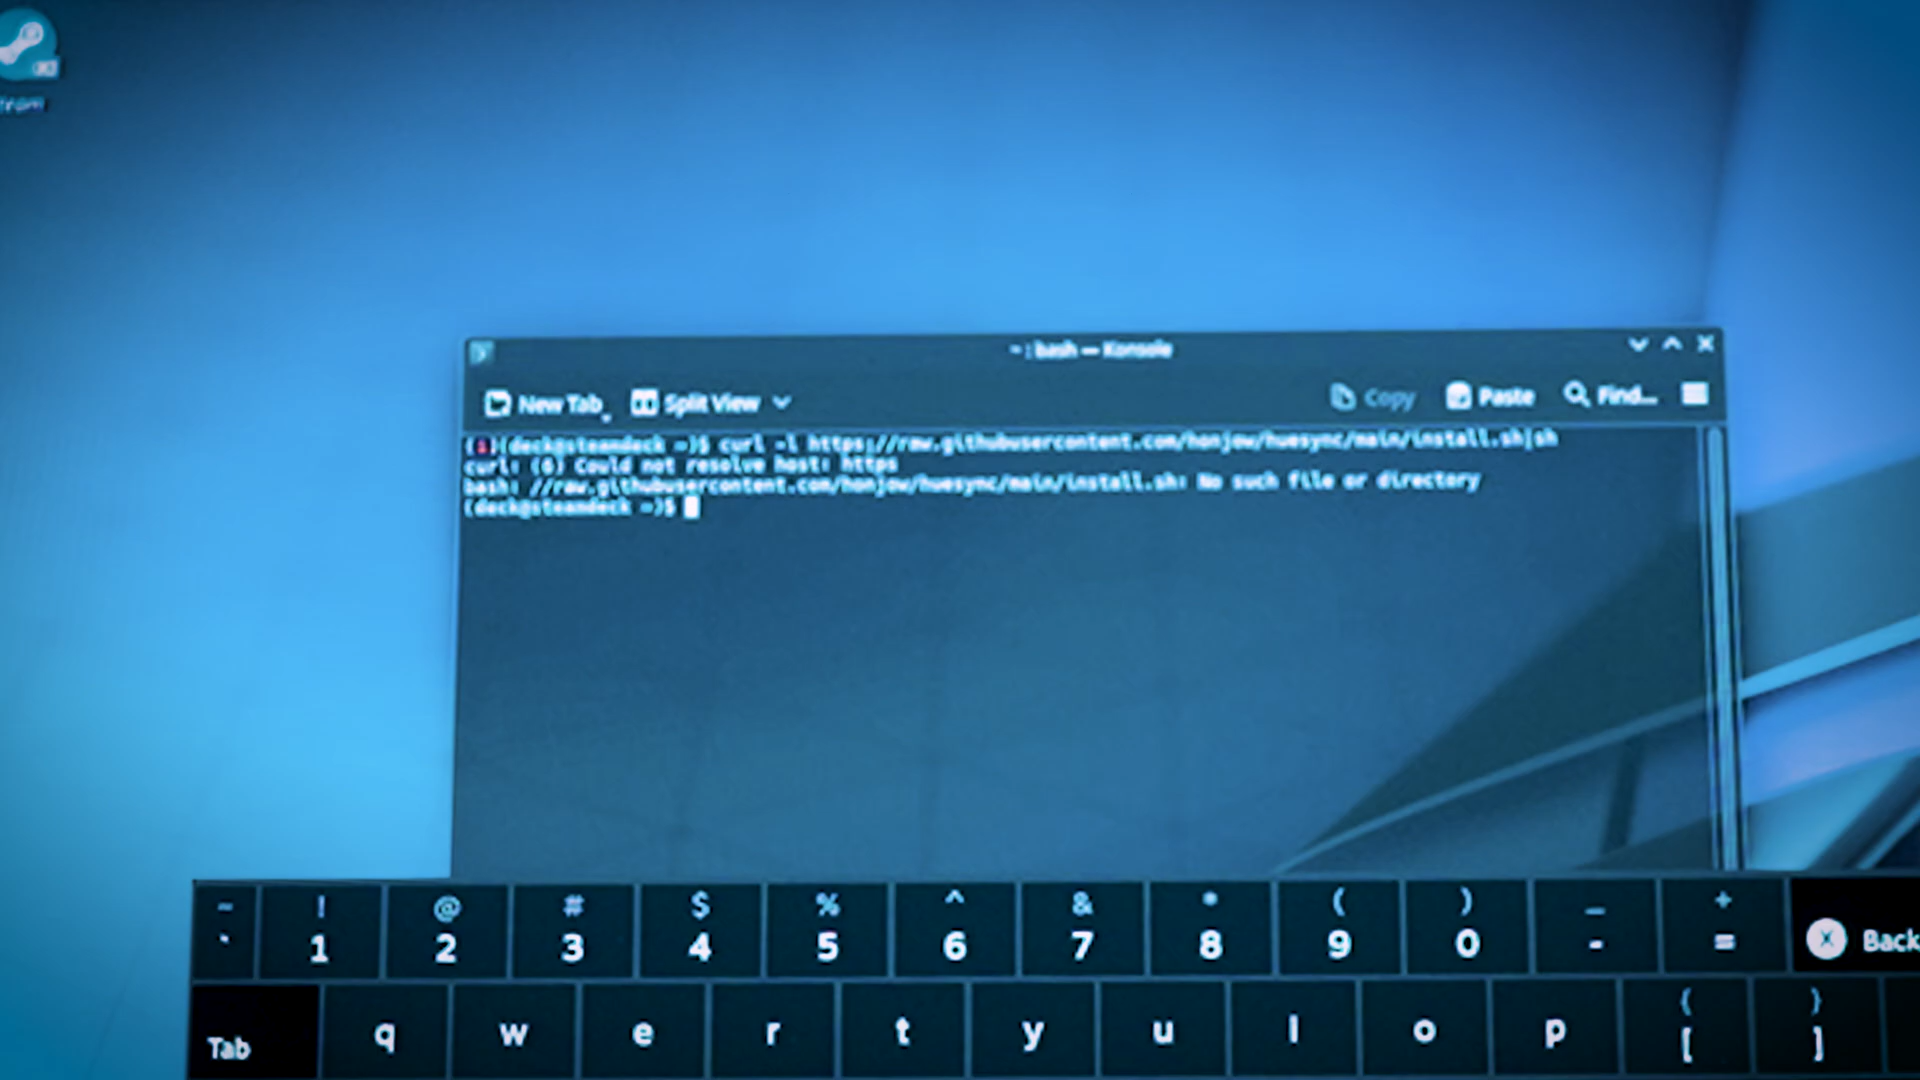 ~ : bash — Konsole
New Tab Split View Copy Paste Find...
(1)(deck@steamdeck ~)$ curl -l https;//raw.githubusercontent.com/honjow/huesync/main/install.sh|sh
curl: (6) Could not resolve host: https
bash: //raw.githubusercontent.com/honjow/huesync/main/install.sh: No such file or directory
(deck@steamdeck ~)$
~ ! @ # $ % ^ & * ( ) _ +
` 1 2 3 4 5 6 7 8 9 0 - = Back
{ }
Tab q w e r t y u i o p [ ]